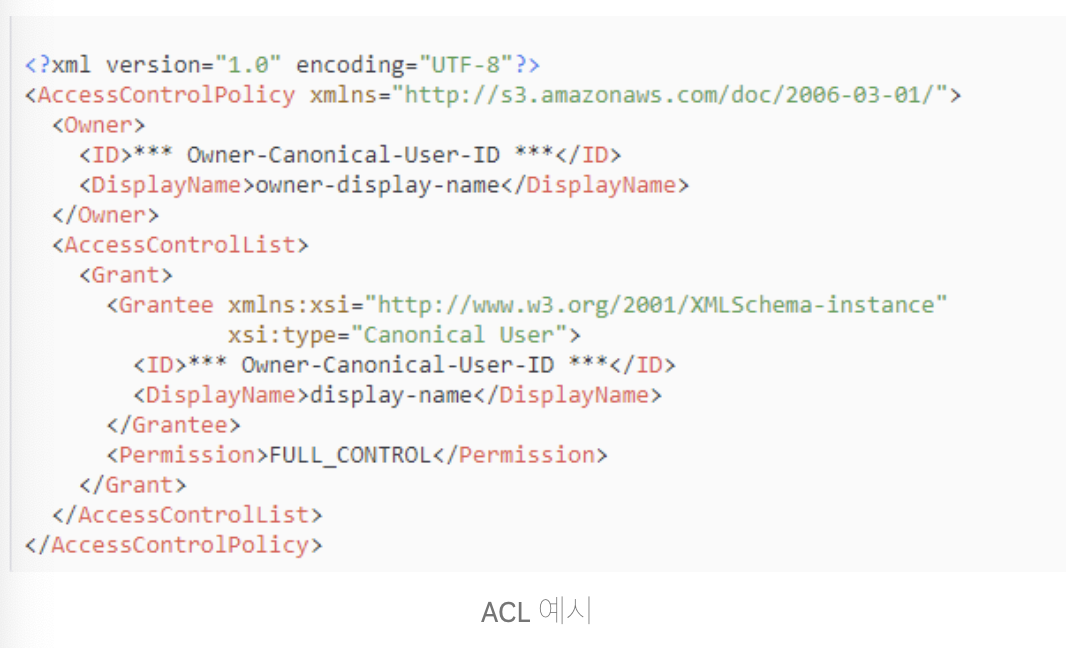 <?xml version="1.0" encoding="UTF-8"?>
<AccessControlPolicy xmlns="http://s3.amazonaws.com/doc/2006-03-01/">
  <Owner>
    <ID>*** Owner-Canonical-User-ID ***</ID>
    <DisplayName>owner-display-name</DisplayName>
  </Owner>
  <AccessControlList>
    <Grant>
      <Grantee xmlns:xsi="http://www.w3.org/2001/XMLSchema-instance"
               xsi:type="Canonical User">
        <ID>*** Owner-Canonical-User-ID ***</ID>
        <DisplayName>display-name</DisplayName>
      </Grantee>
      <Permission>FULL_CONTROL</Permission>
    </Grant>
  </AccessControlList>
</AccessControlPolicy>
ACL 예시